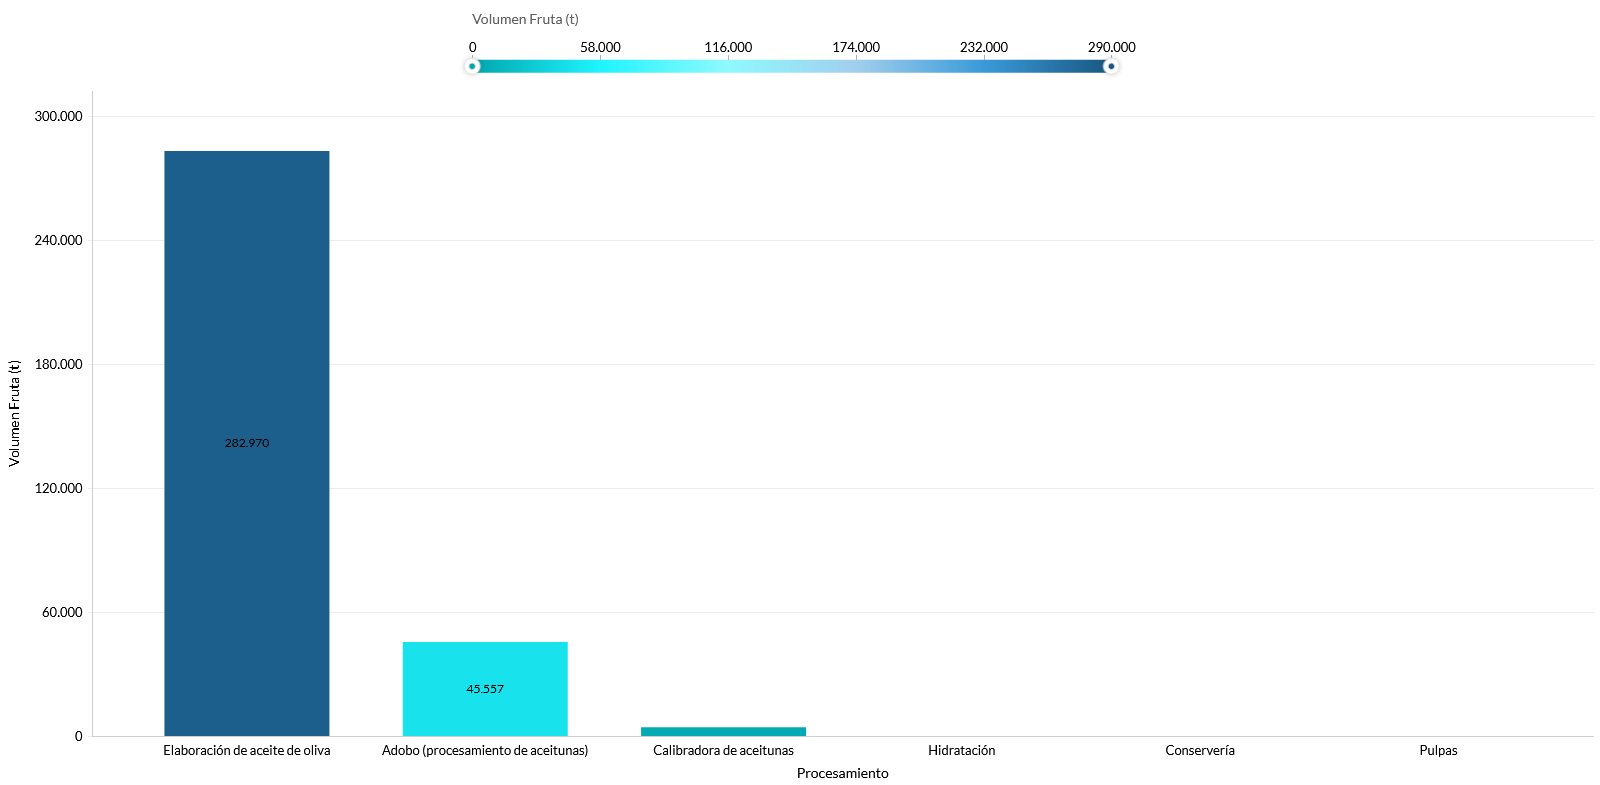 Volumen Fruta (t)
0 58.000 116.000 174.000 232.000 290.000
300.000
240.000
180.000
120.000
60.000
0
Volumen Fruta (t)
282.970
45.557
Elaboración de aceite de oliva Adobo (procesamiento de aceitunas) Calibradora de aceitunas Hidratación Conservería Pulpas
Procesamiento